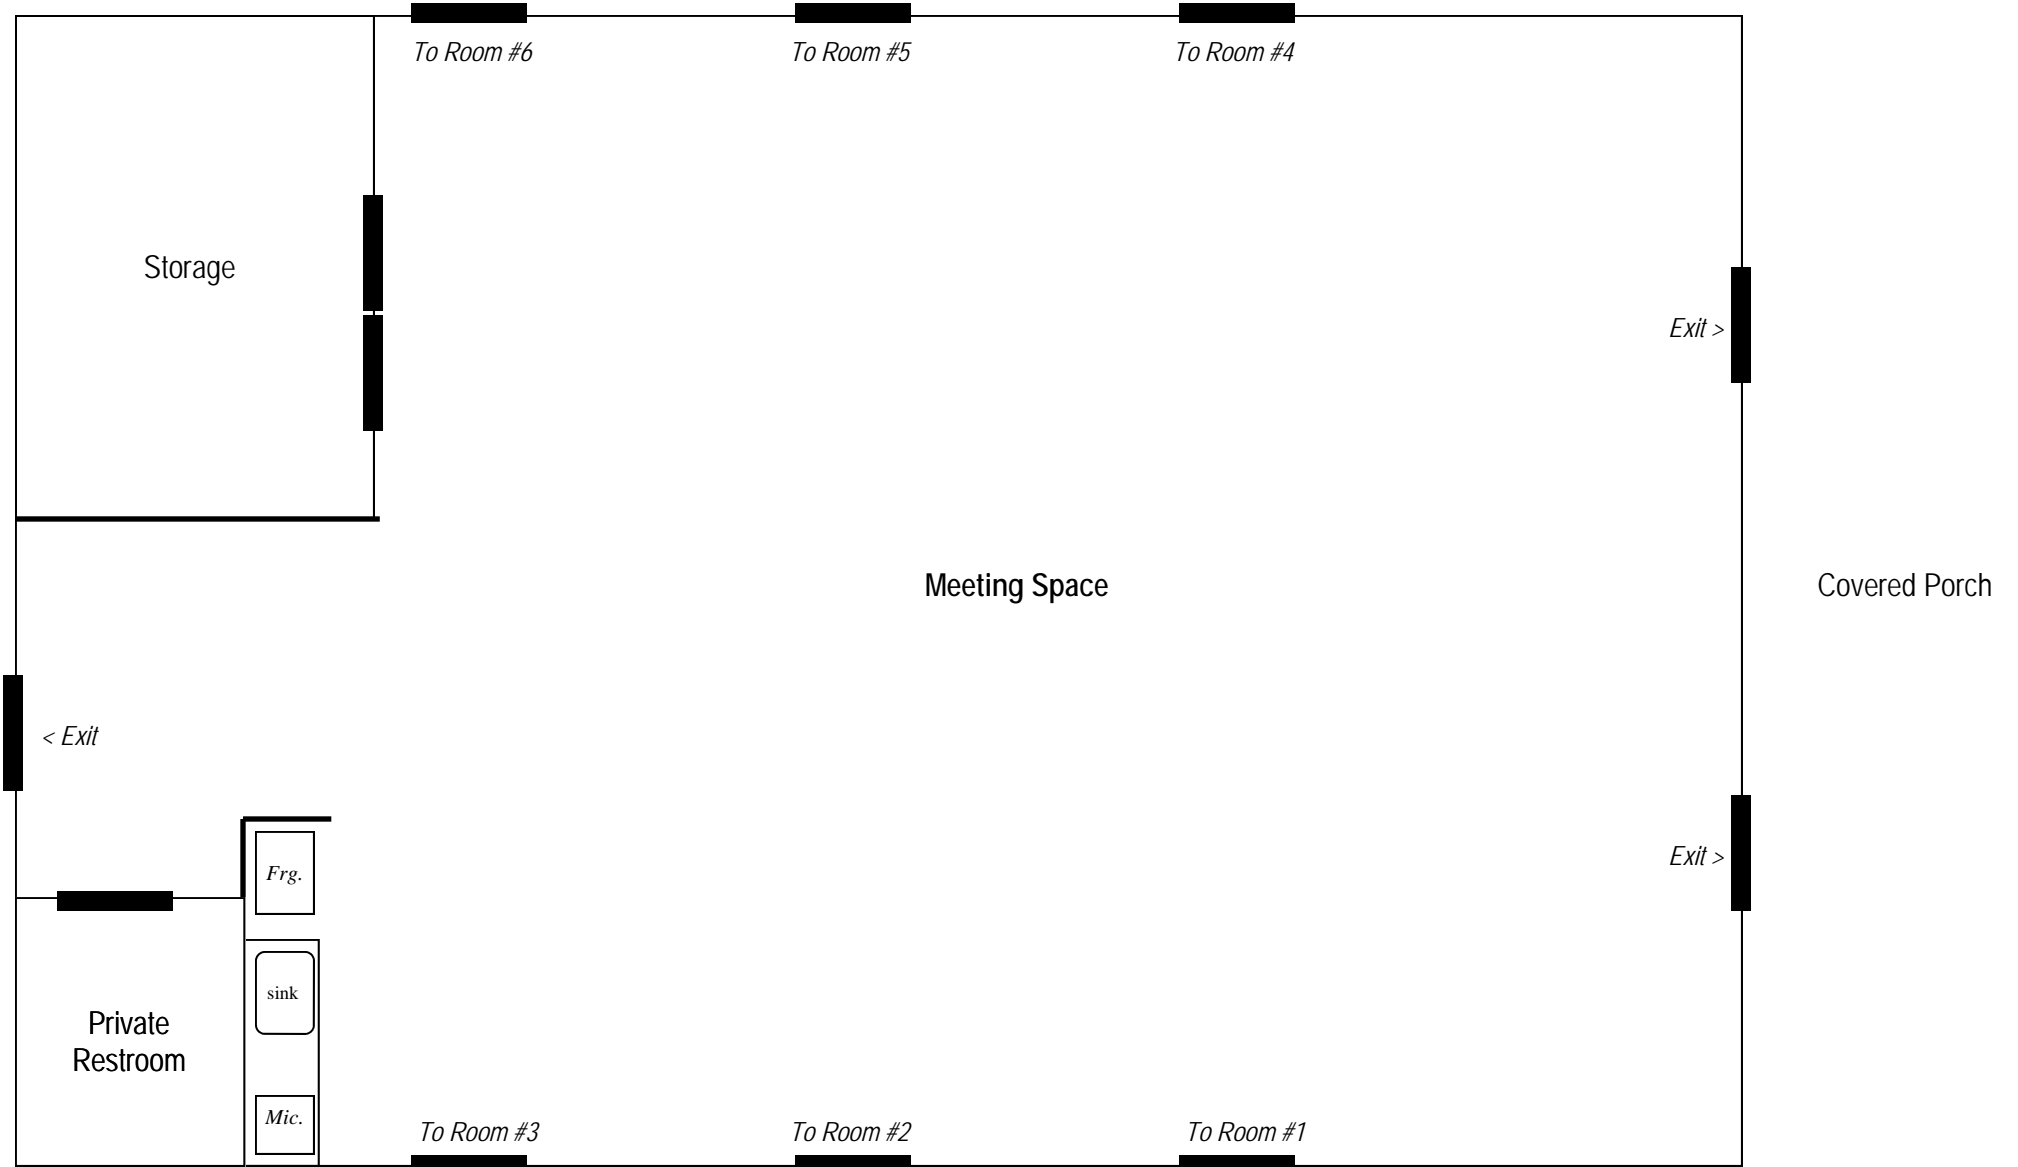 To Room #6
To Room #5
To Room #4
Storage
Exit >
Meeting Space
Covered Porch
< Exit
Exit >
Frg.
sink
Private
Restroom
Mic.
To Room #3
To Room #2
To Room #1